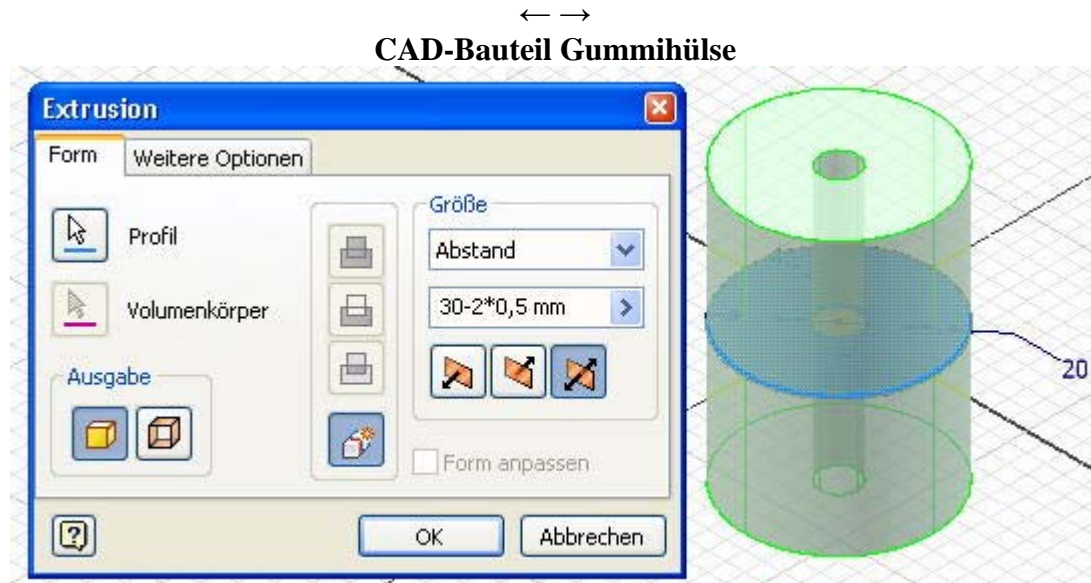 ← →
CAD-Bauteil Gummihülse
Extrusion
Form
Weitere Optionen
Profil
Volumenkörper
Ausgabe
Größe
Abstand
30-2*0,5 mm
Form anpassen
OK
Abbrechen
20